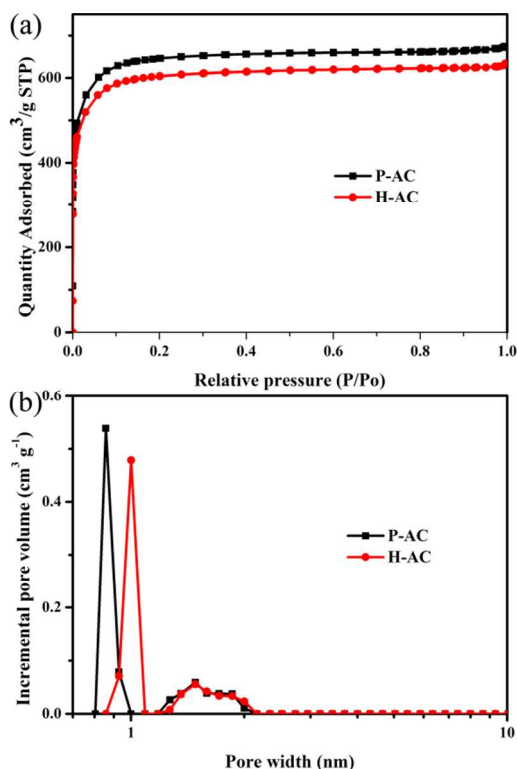 (a)
Quantity Adsorbed (cm³/g STP)
600
400
200
0
P-AC
H-AC
0.0 0.2 0.4 0.6 0.8 1.0
Relative pressure (P/Po)
(b)
Incremental pore volume (cm³ g⁻¹)
0.6
0.4
0.2
0.0
P-AC
H-AC
1 10
Pore width (nm)